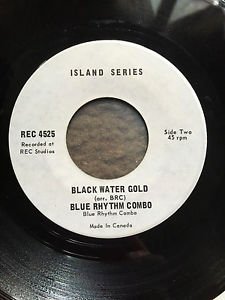 ISLAND SERIES
REC 4525
Recorded at
REC Studios
Side Two
45 rpm
BLACK WATER GOLD
(arr. BRC)
BLUE RHYTHM COMBO
Blue Rhythm Combo
Made In Canada